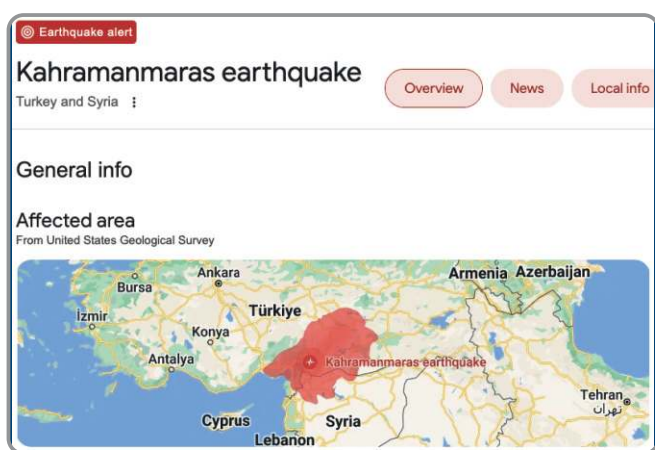 Earthquake alert
Kahramanmaras earthquake
Turkey and Syria
Overview
News
Local info
General info
Affected area
From United States Geological Survey
Ankara
Armenia Azerbaijan
Bursa
İzmir
Türkiye
Konya
Antalya
Kahramanmaras earthquake
Tehran
تهران
Cyprus
Syria
Lebanon